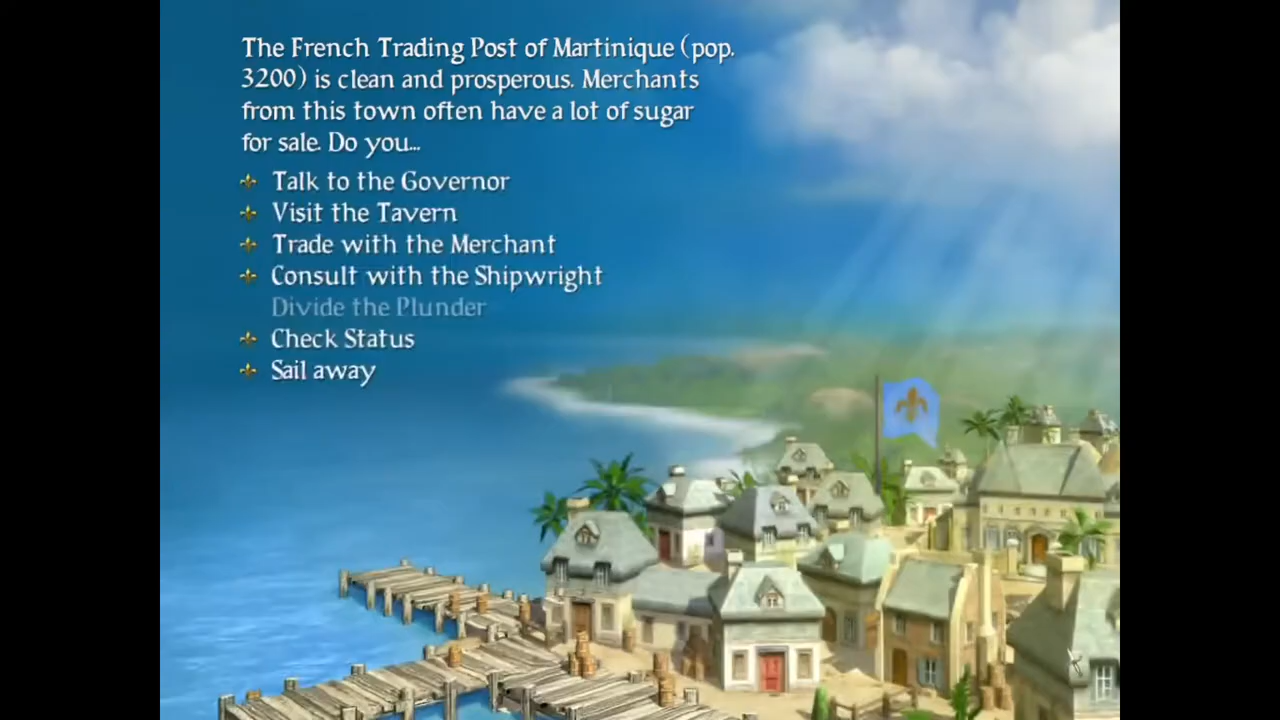 The French Trading Post of Martinique (pop.
3200) is clean and prosperous. Merchants
from this town often have a lot of sugar
for sale. Do you...
Talk to the Governor
Visit the Tavern
Trade with the Merchant
Consult with the Shipwright
Divide the Plunder
Check Status
Sail away